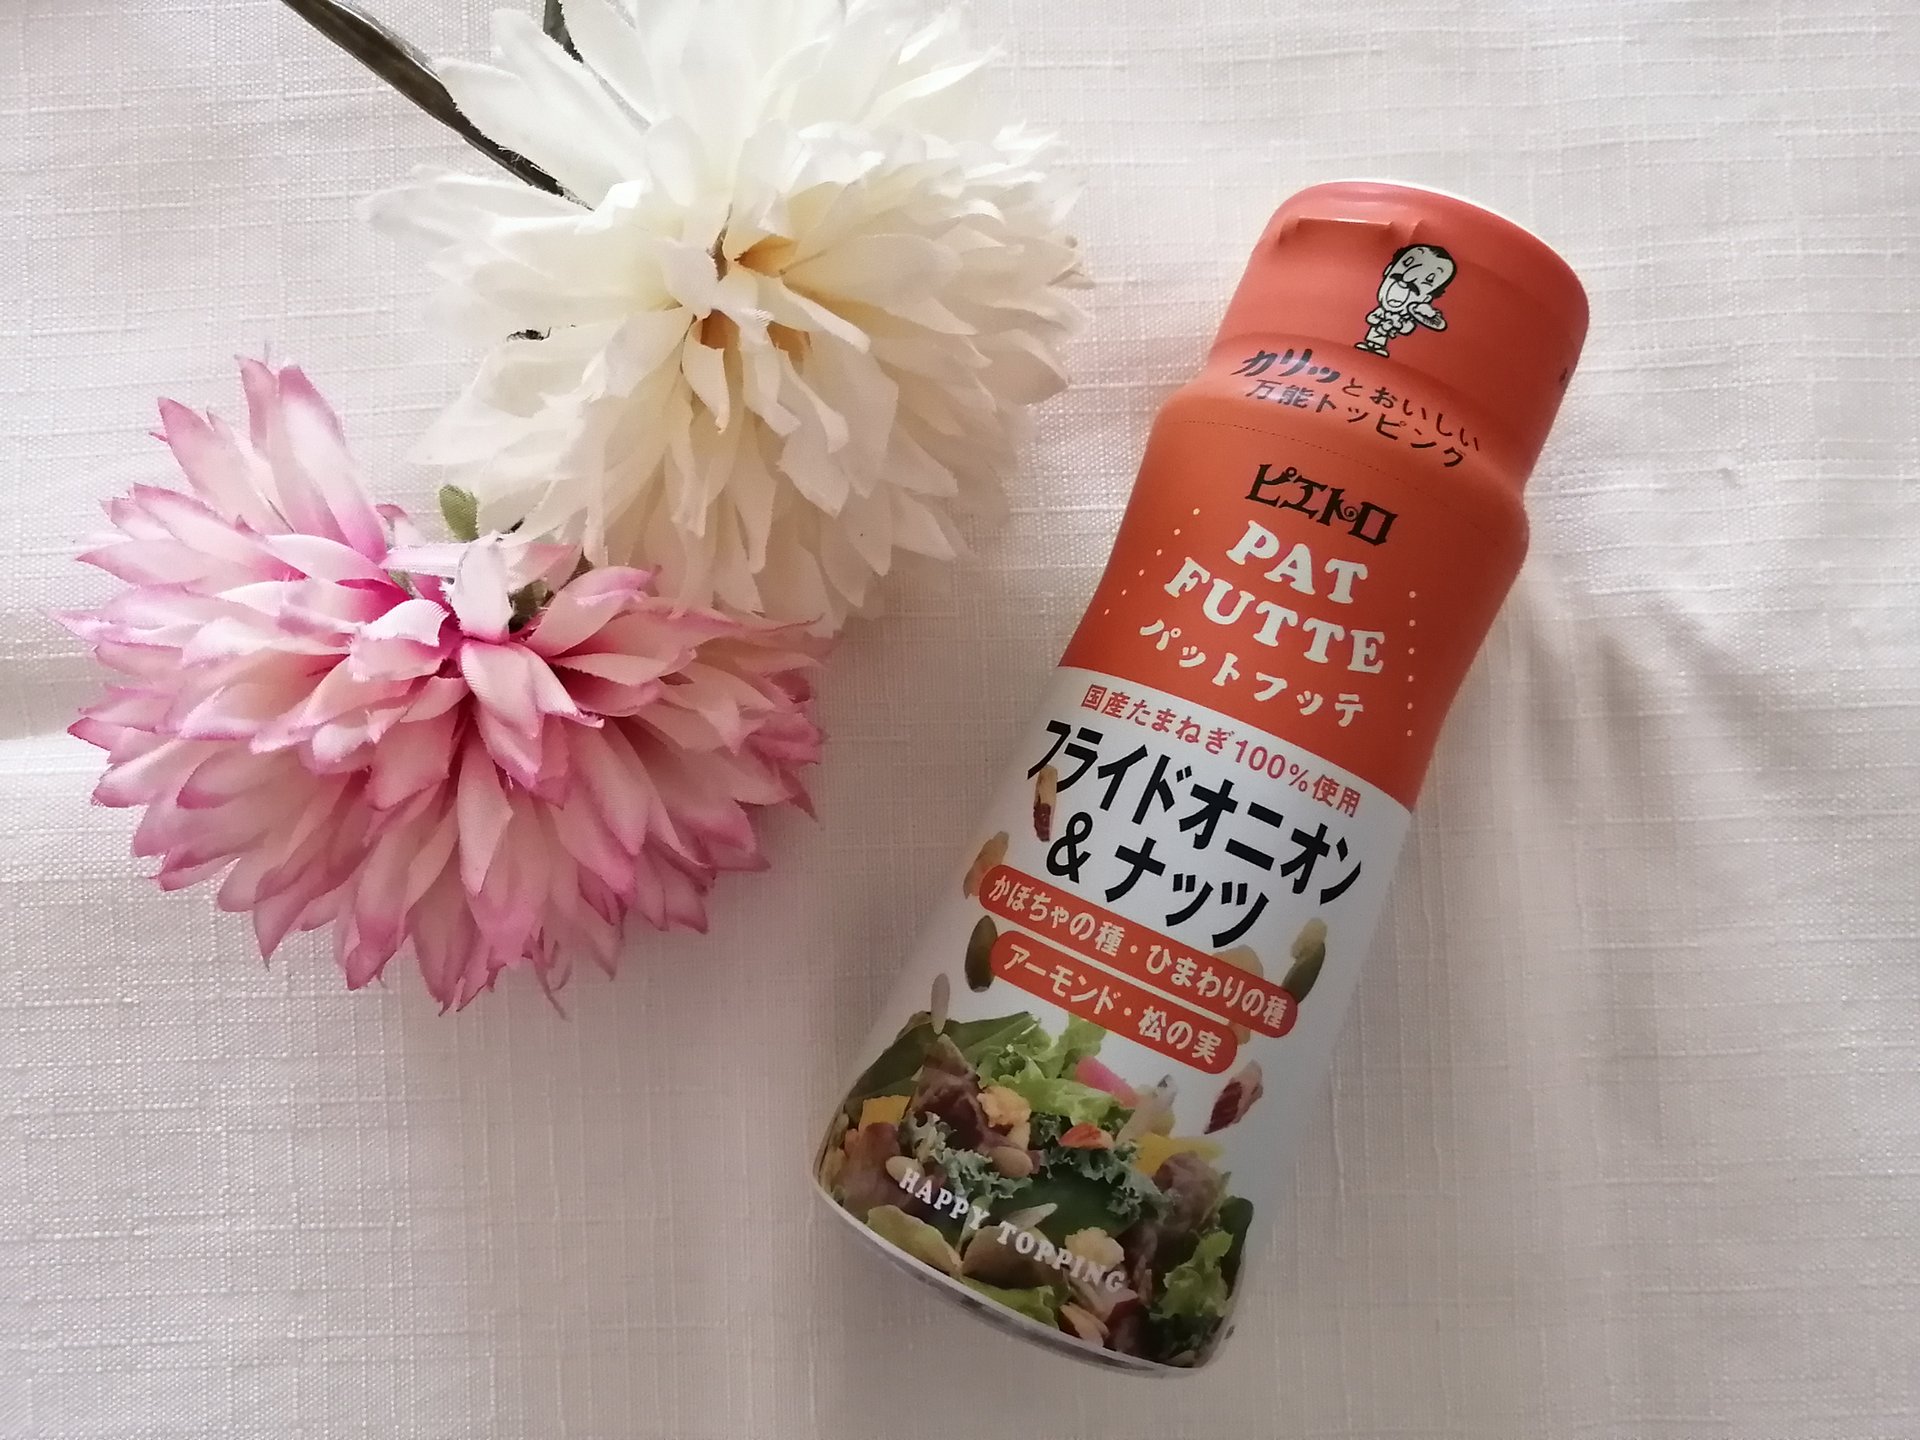 カリッとおいしい
万能トッピング
ピエトロ
PAT
FUTTE
パットフッテ
国産たまねぎ100%使用
フライドオニオン
&ナッツ
かぼちゃの種・ひまわりの種
アーモンド・松の実
HAPPY TOPPING